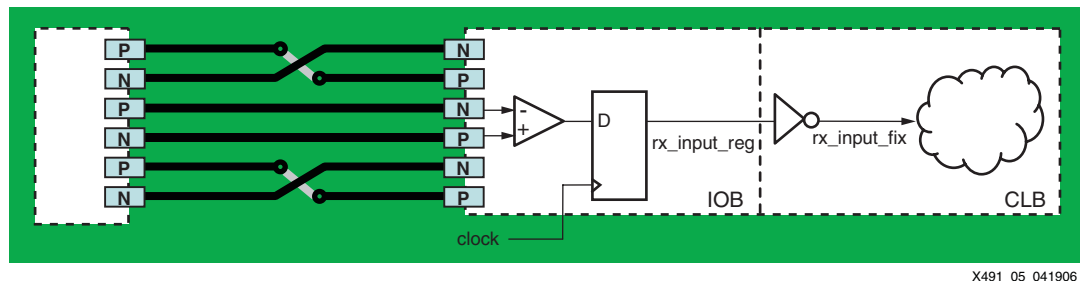 P N
N P
P N
N P
P N
N P
-
+
D
rx_input_reg
rx_input_fix
IOB
CLB
clock
X491_05_041906